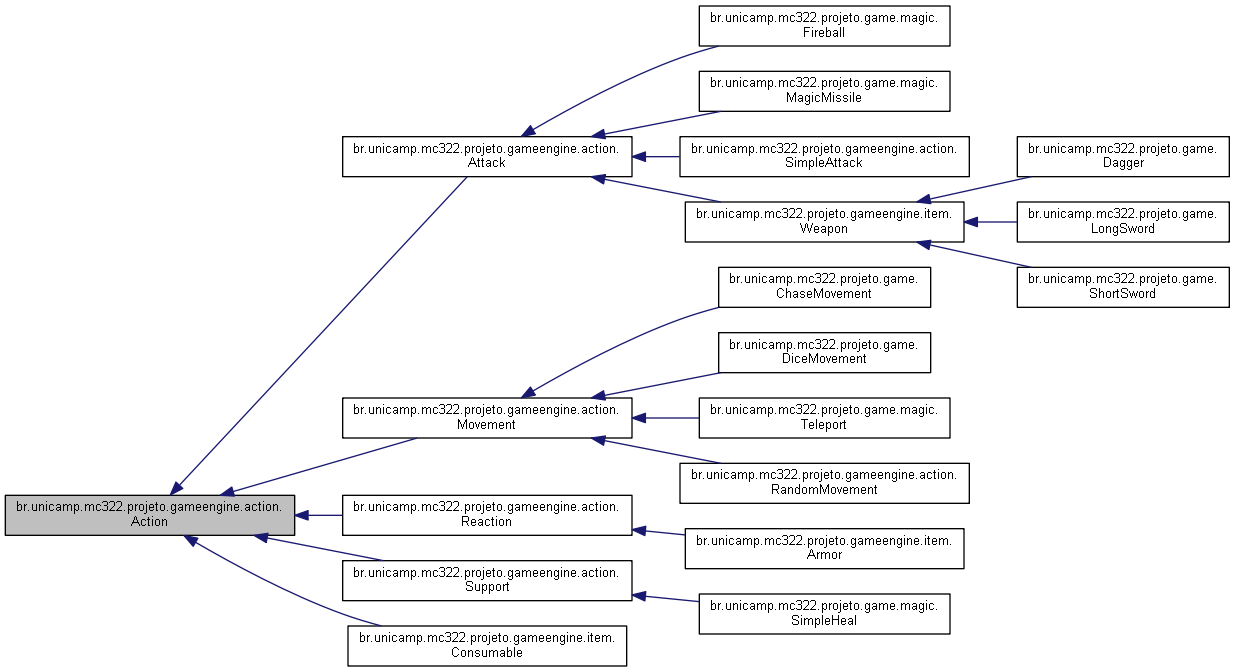 br.unicamp.mc322.projeto.game.magic.
Fireball
br.unicamp.mc322.projeto.game.magic.
MagicMissile
br.unicamp.mc322.projeto.gameengine.action.
Attack
br.unicamp.mc322.projeto.gameengine.action.
SimpleAttack
br.unicamp.mc322.projeto.game.
Dagger
br.unicamp.mc322.projeto.gameengine.item.
Weapon
br.unicamp.mc322.projeto.game.
LongSword
br.unicamp.mc322.projeto.game.
ChaseMovement
br.unicamp.mc322.projeto.game.
ShortSword
br.unicamp.mc322.projeto.game.
DiceMovement
br.unicamp.mc322.projeto.gameengine.action.
Movement
br.unicamp.mc322.projeto.game.magic.
Teleport
br.unicamp.mc322.projeto.gameengine.action.
RandomMovement
br.unicamp.mc322.projeto.gameengine.action.
Action
br.unicamp.mc322.projeto.gameengine.action.
Reaction
br.unicamp.mc322.projeto.gameengine.item.
Armor
br.unicamp.mc322.projeto.gameengine.action.
Support
br.unicamp.mc322.projeto.game.magic.
SimpleHeal
br.unicamp.mc322.projeto.gameengine.item.
Consumable